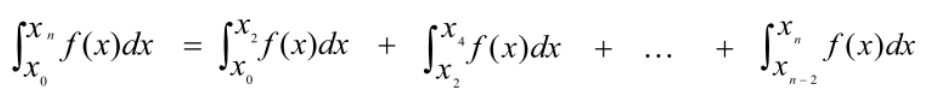 ∫_{x_0}^{x_n} f(x)dx = ∫_{x_0}^{x_2} f(x)dx + ∫_{x_2}^{x_4} f(x)dx + … + ∫_{x_{n-2}}^{x_n} f(x)dx